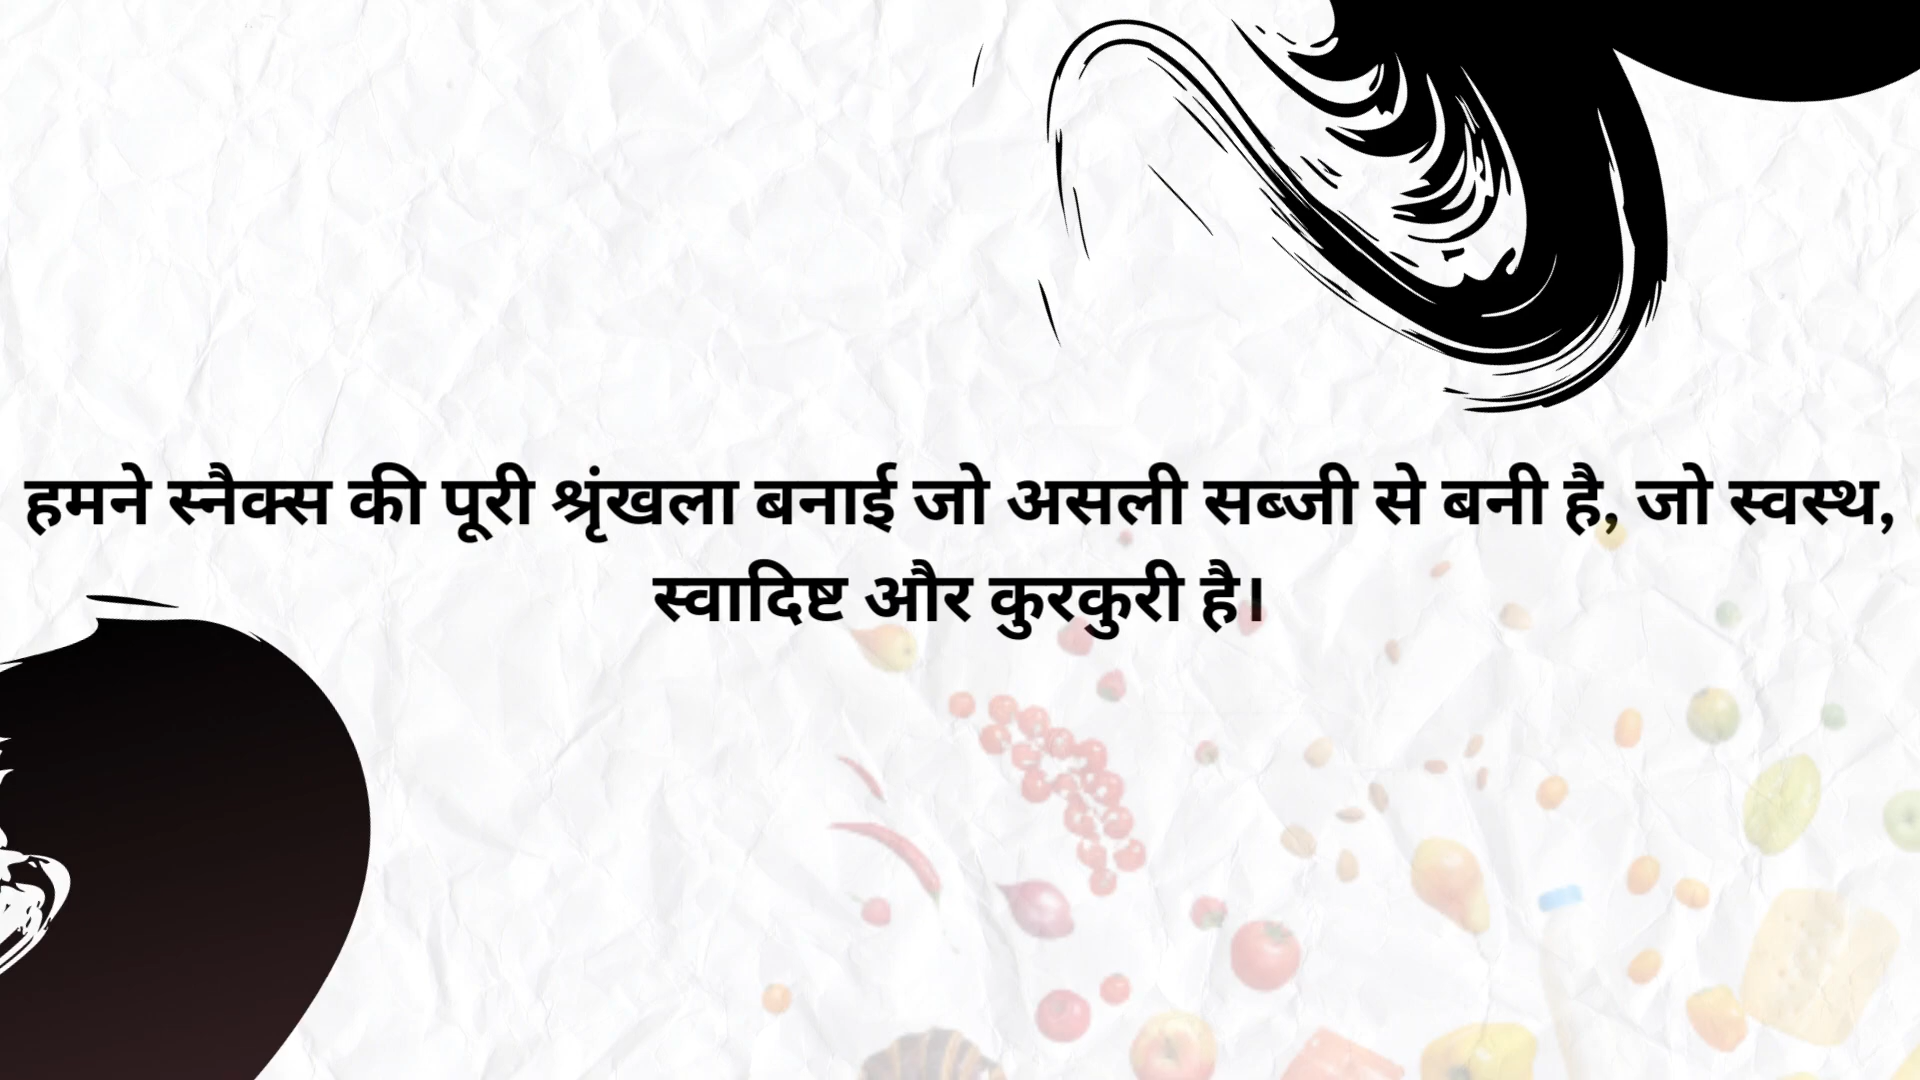 हमने स्नैक्स की पूरी श्रृंखला बनाई जो असली सब्जी से बनी है, जो स्वस्थ,
स्वादिष्ट और कुरकुरी है।